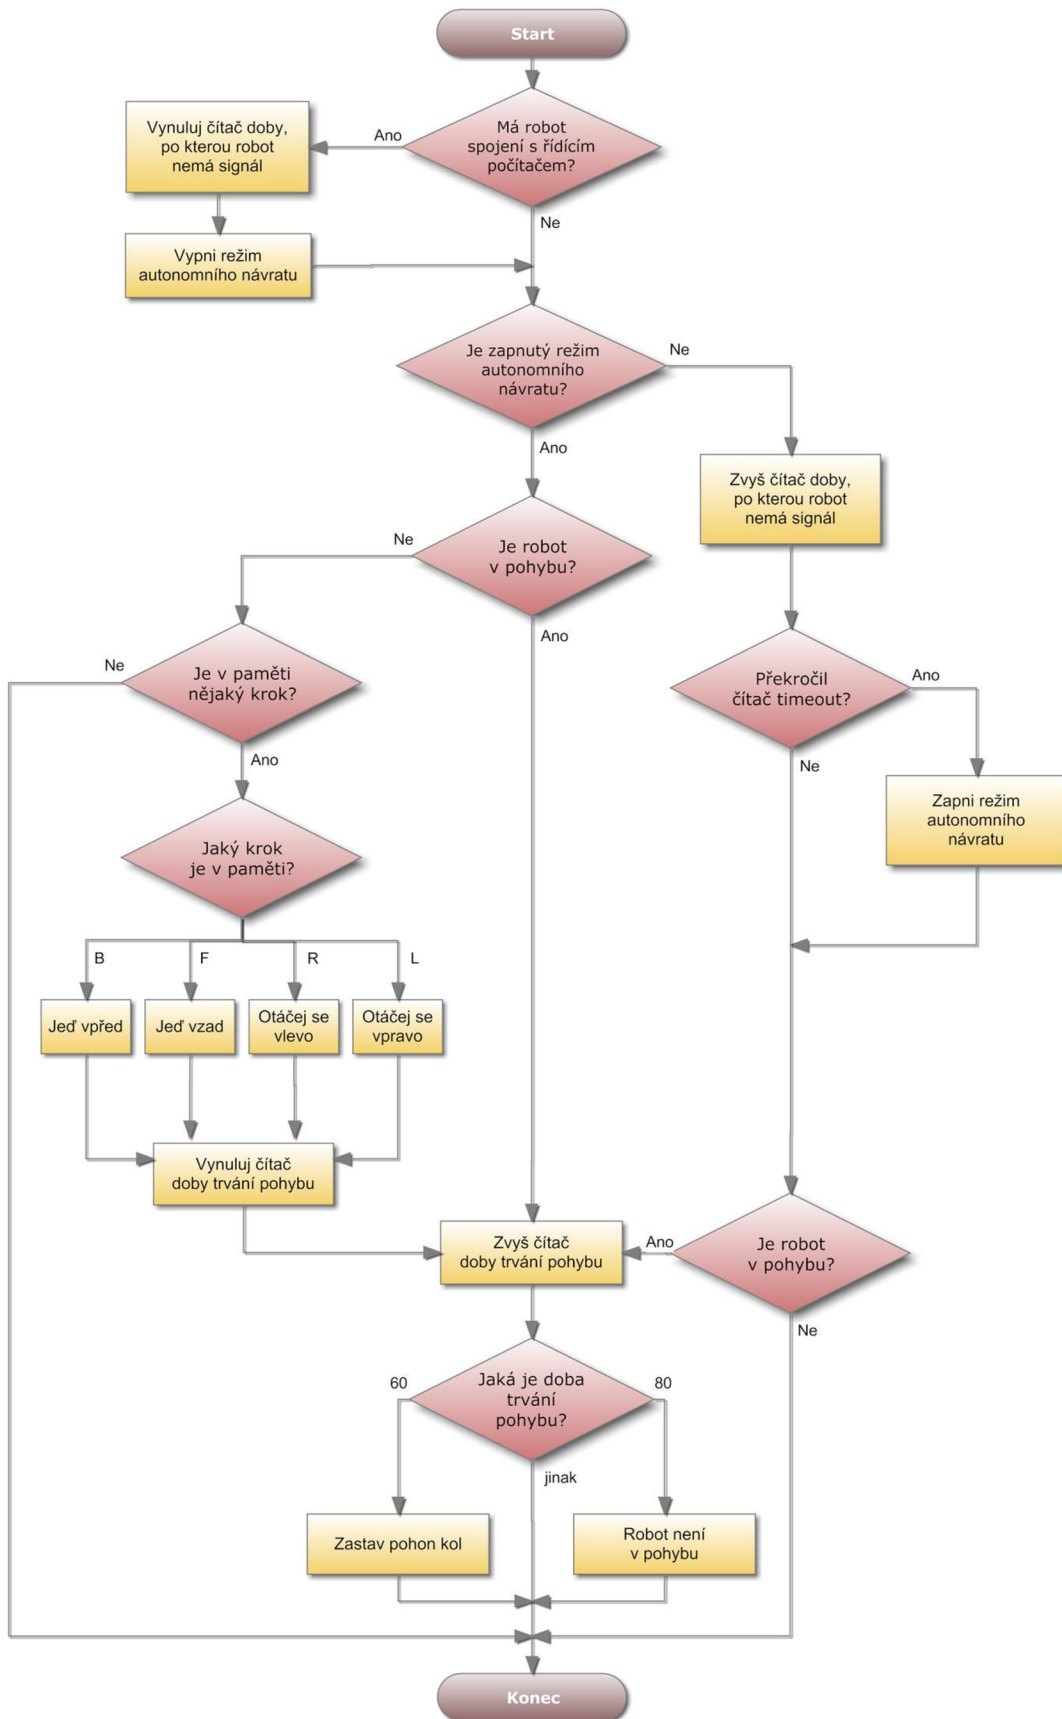 Start
Má robot
spojení s řídícím
počítačem?
Ano
Vynuluj čítač doby,
po kterou robot
nemá signál
Ne
Vypni režim
autonomního návratu
Je zapnutý režim
autonomního
návratu?
Ne
Ano
Zvyš čítač doby,
po kterou robot
nemá signál
Je robot
v pohybu?
Ne
Ano
Je v paměti
nějaký krok?
Ne
Ano
Překročil
čítač timeout?
Ano
Ne
Zapni režim
autonomního
návratu
Jaký krok
je v paměti?
B
F
R
L
Jeď vpřed
Jeď vzad
Otáčej se
vlevo
Otáčej se
vpravo
Vynuluj čítač
doby trvání pohybu
Zvyš čítač
doby trvání pohybu
Ano
Je robot
v pohybu?
Ne
60
Jaká je doba
trvání
pohybu?
80
jinak
Zastav pohon kol
Robot není
v pohybu
Konec